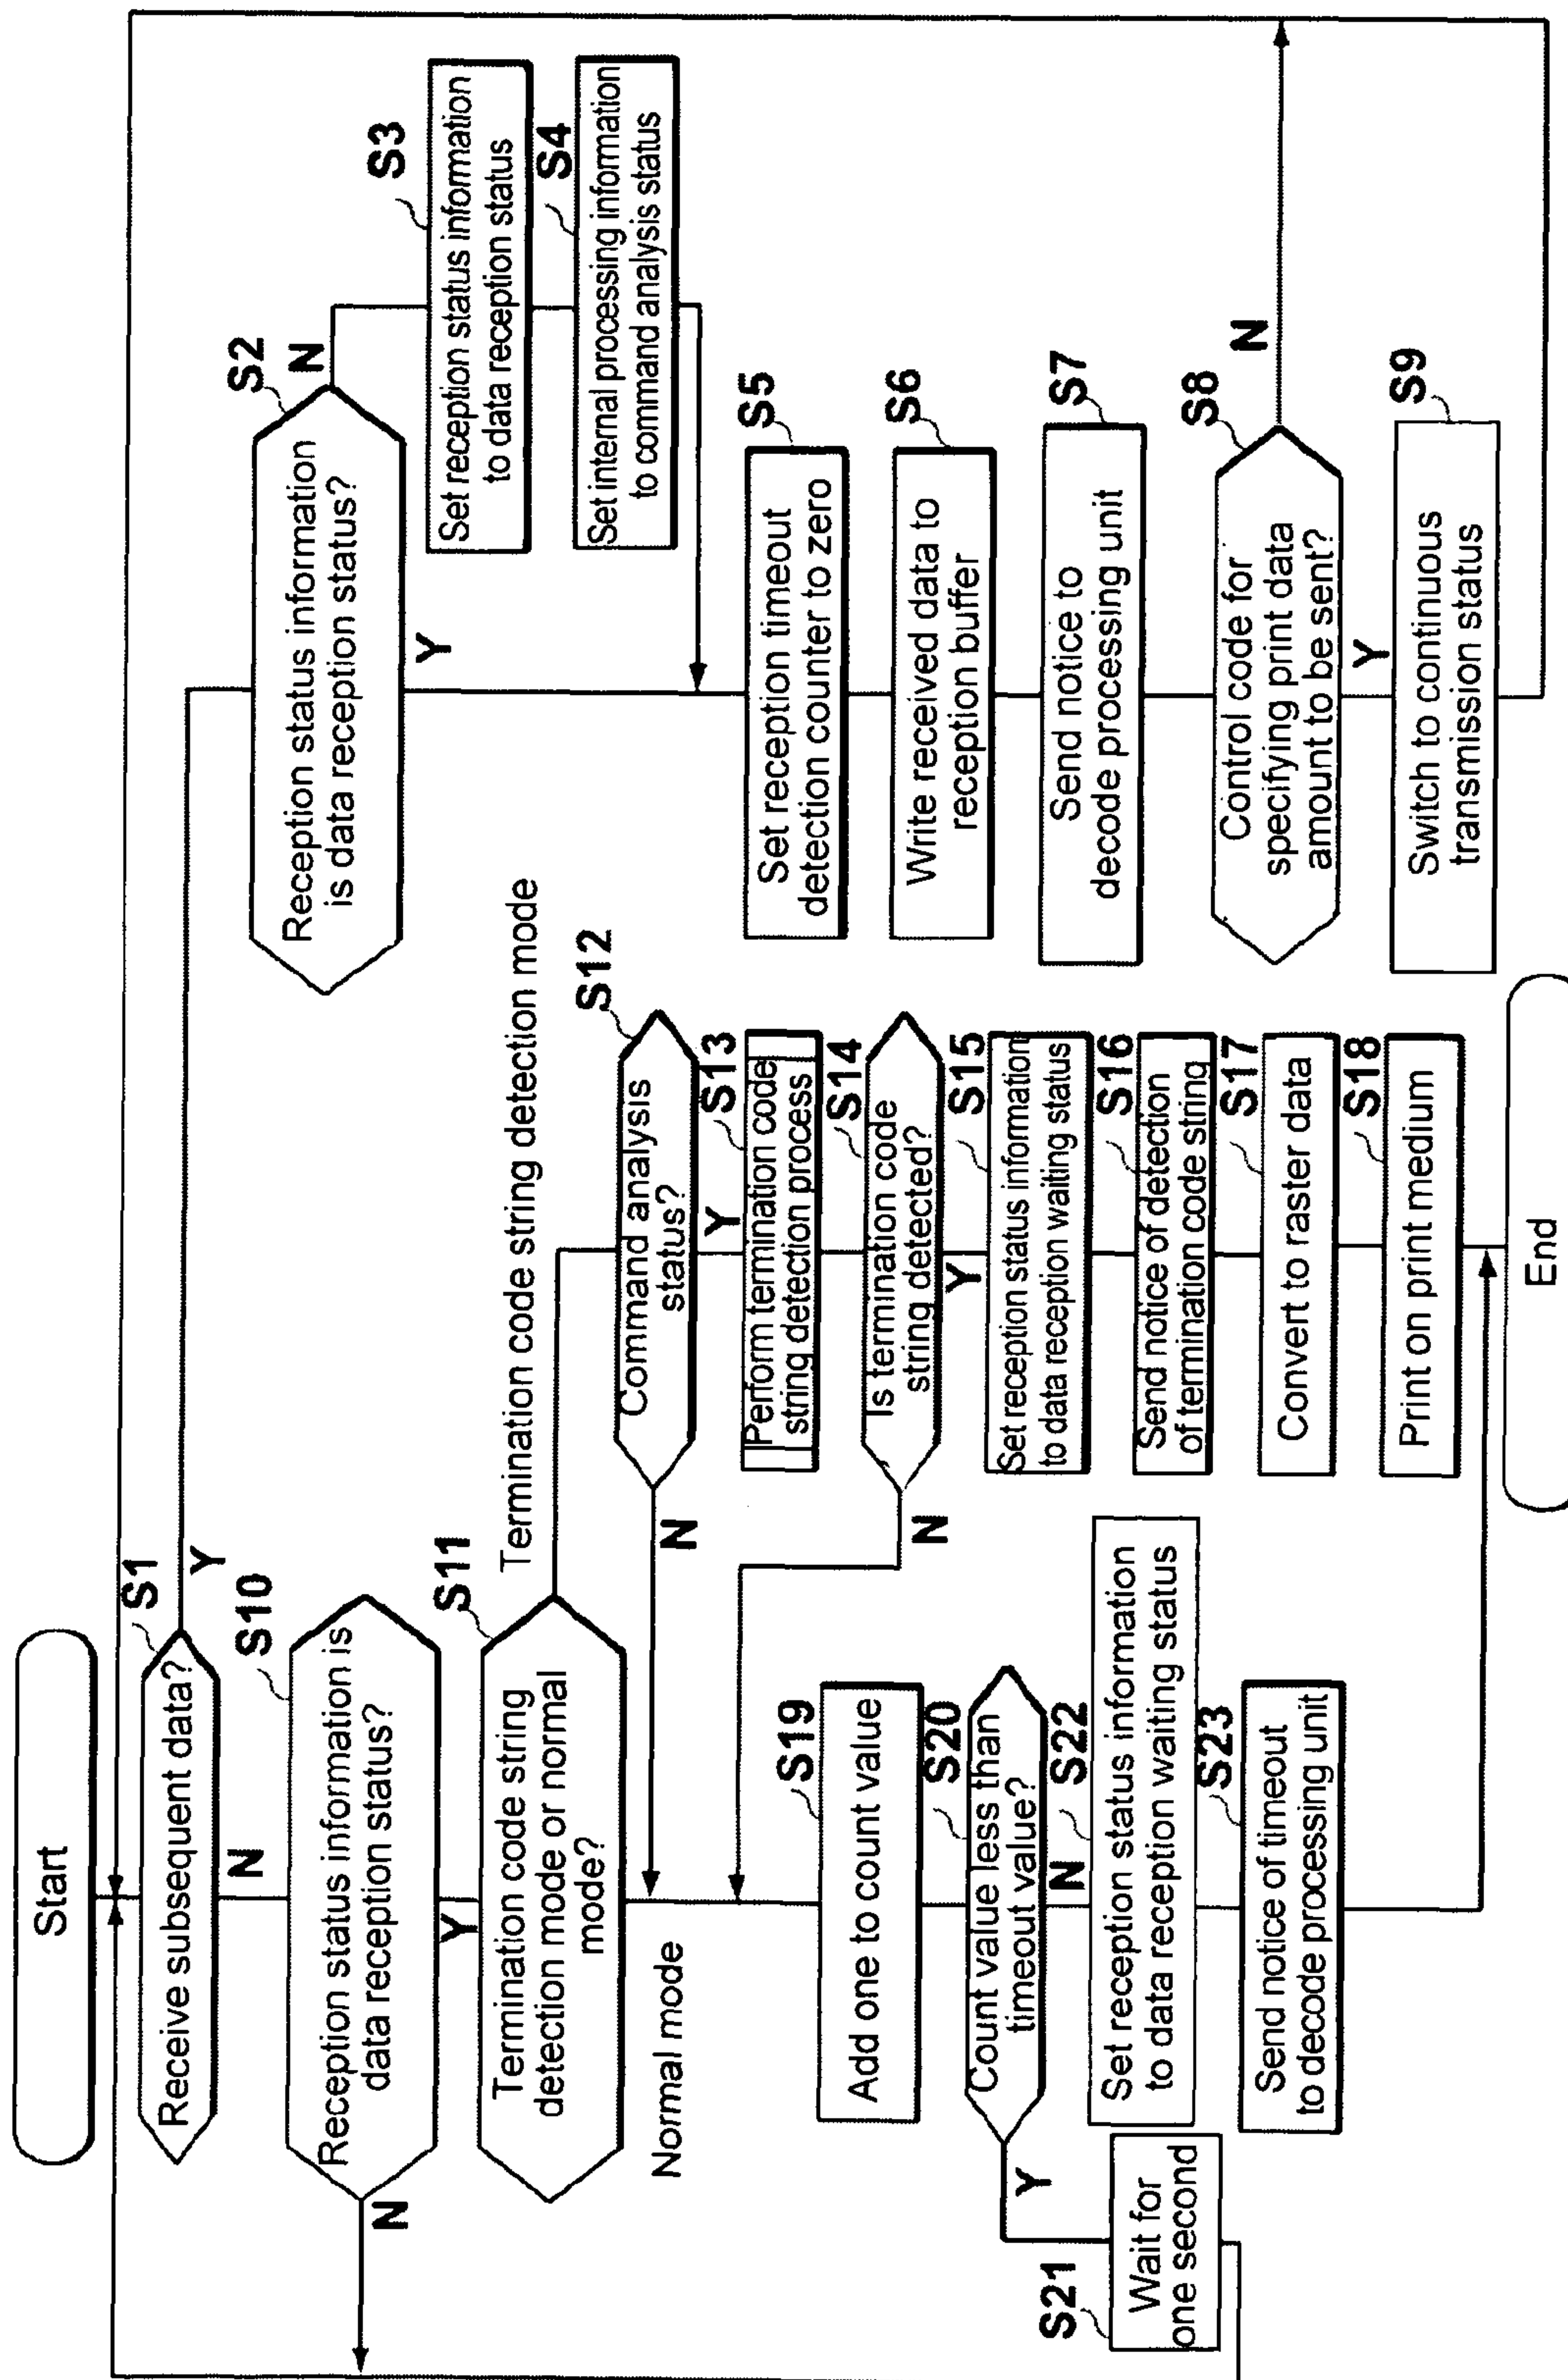 Start
S1
Receive subsequent data?
Y
N
S2
Reception status information
is data reception status?
N
Y
S3
Set reception status information
to data reception status
S4
Set internal processing information
to command analysis status
S5
Set reception timeout
detection counter to zero
S6
Write received data to
reception buffer
S7
Send notice to
decode processing unit
S8
Control code for
specifying print data
amount to be sent?
N
Y
S9
Switch to continuous
transmission status
S10
Reception status information is
data reception status?
N
Y
S11
Termination code string
detection mode or normal
mode?
Termination code string detection mode
Normal mode
S12
Command analysis
status?
N
Y
S13
Perform termination code
string detection process
S14
Is termination code
string detected?
N
Y
S15
Set reception status information
to data reception waiting status
S16
Send notice of detection
of termination code string
S17
Convert to raster data
S18
Print on print medium
S19
Add one to count value
S20
Count value less than
timeout value?
Y
N
S21
Wait for
one second
S22
Set reception status information
to data reception waiting status
S23
Send notice of timeout
to decode processing unit
End